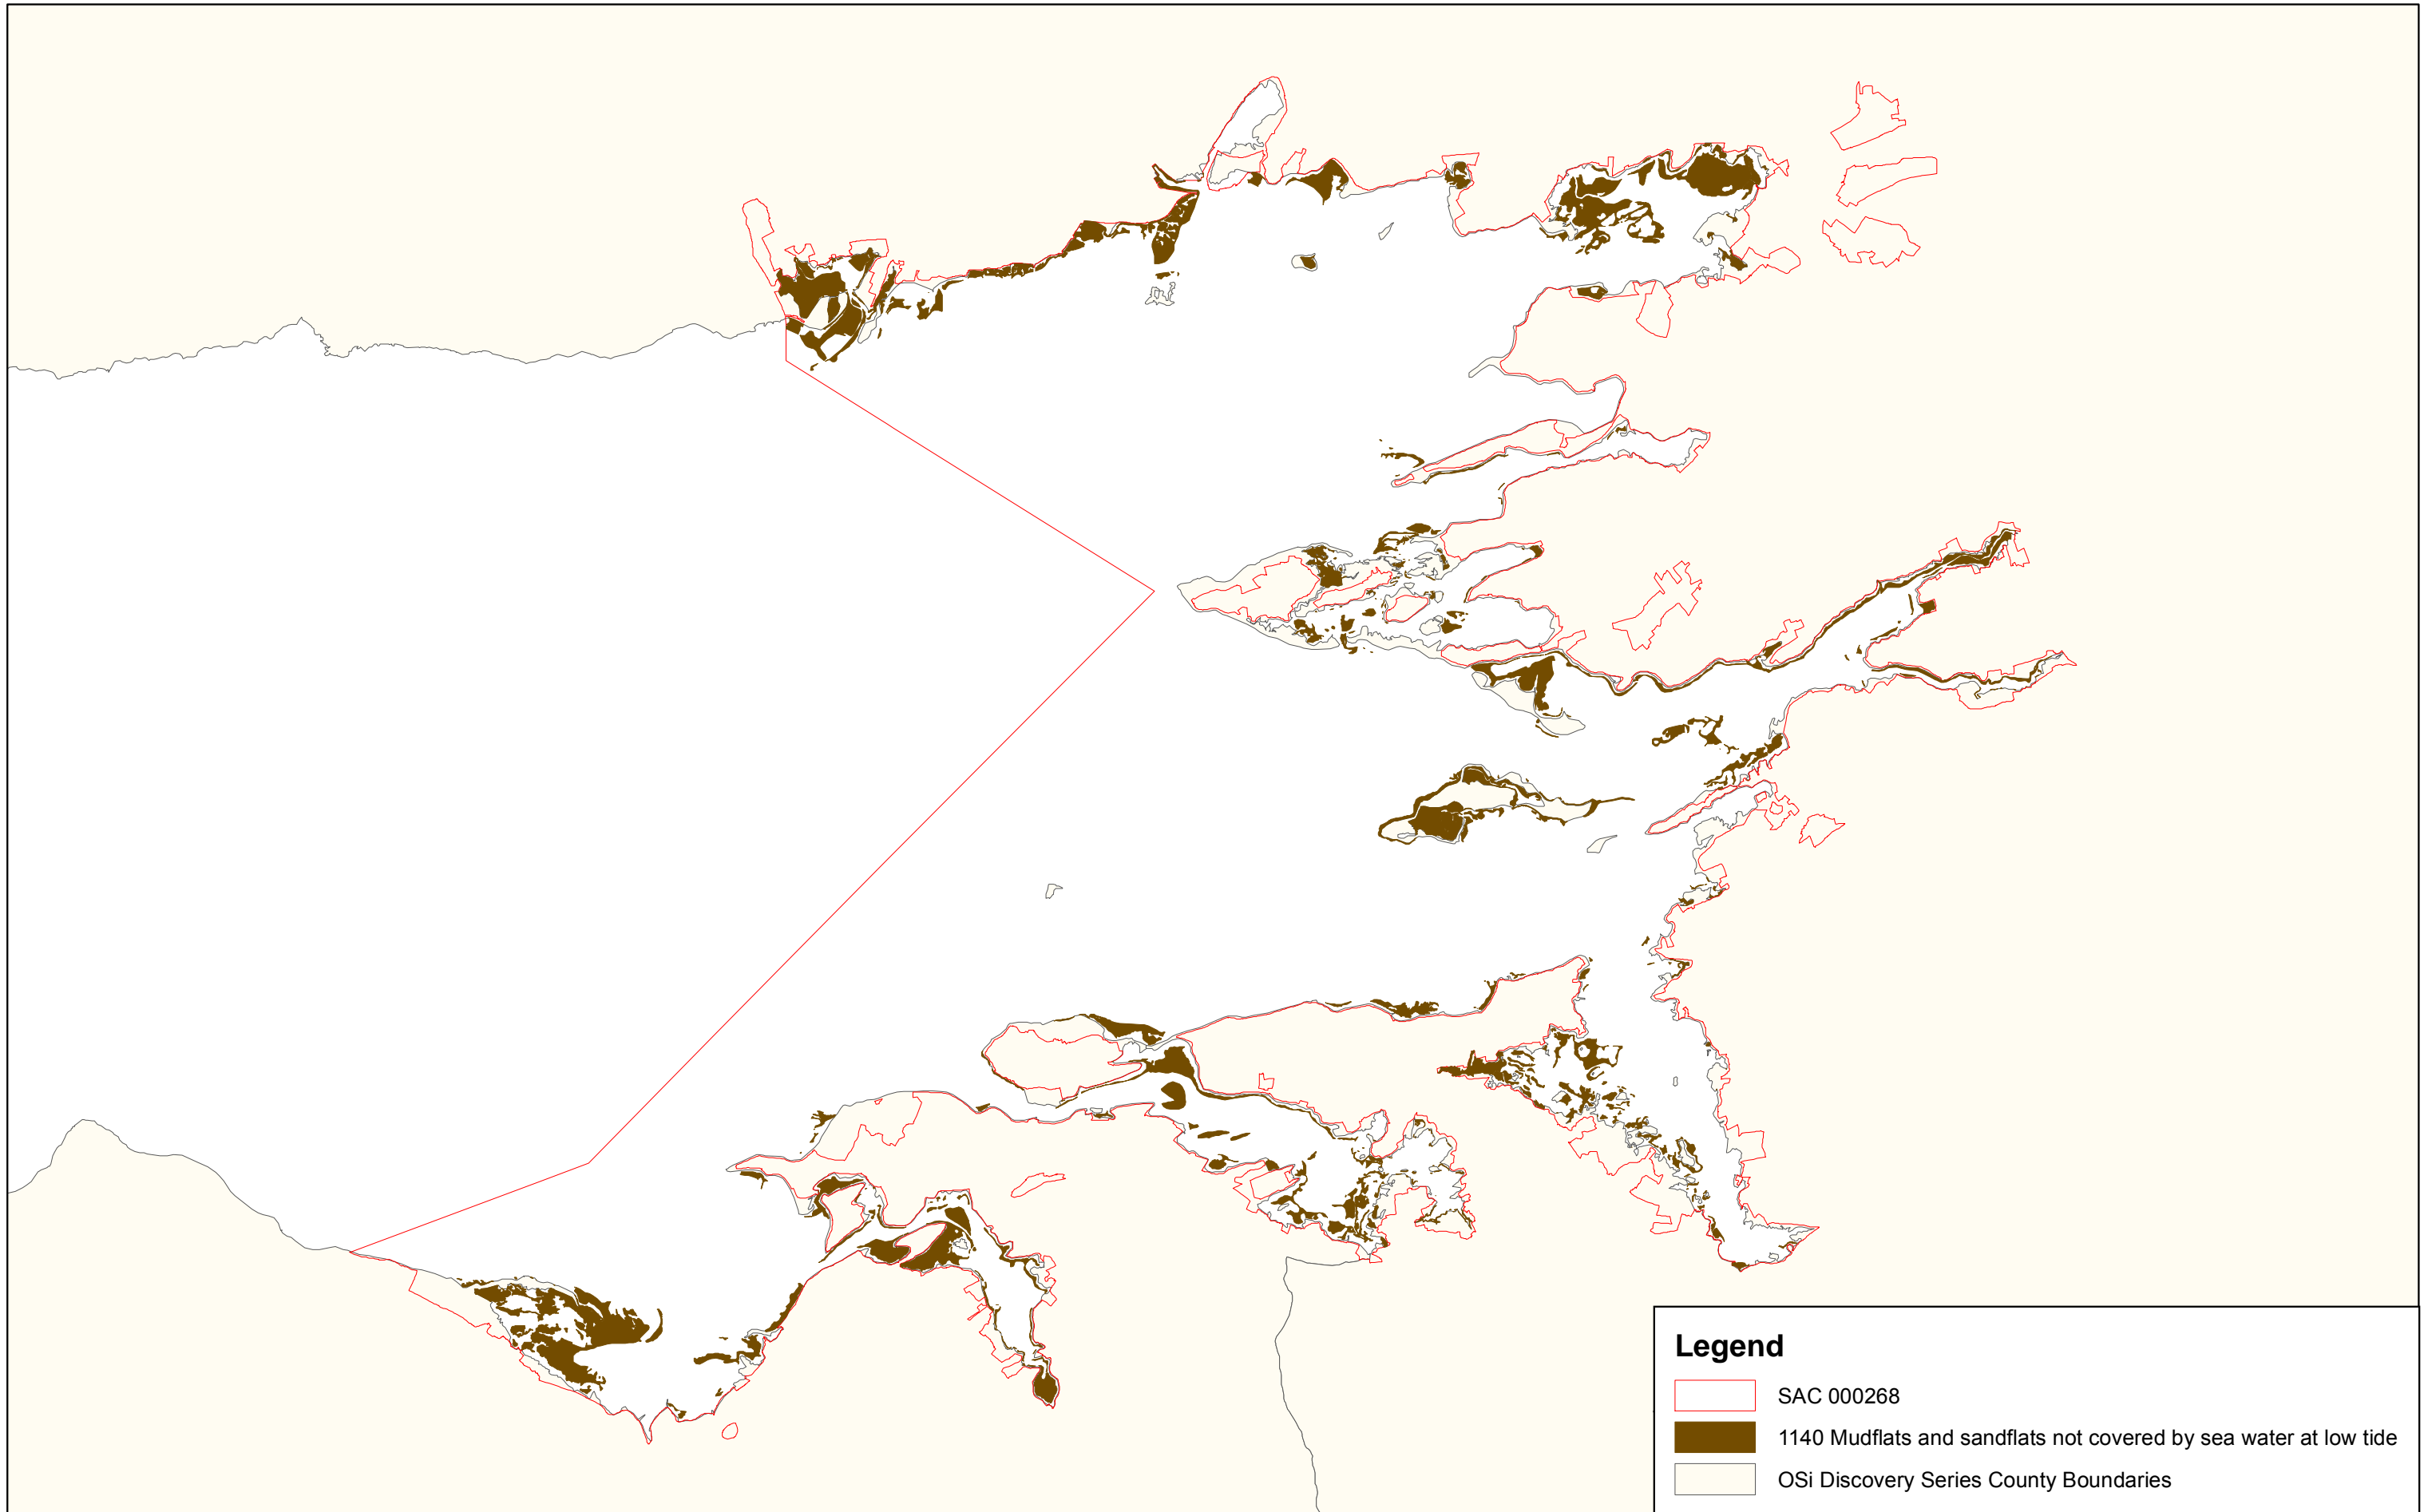 Legend
SAC 000268
1140 Mudflats and sandflats not covered by sea water at low tide
OSi Discovery Series County Boundaries